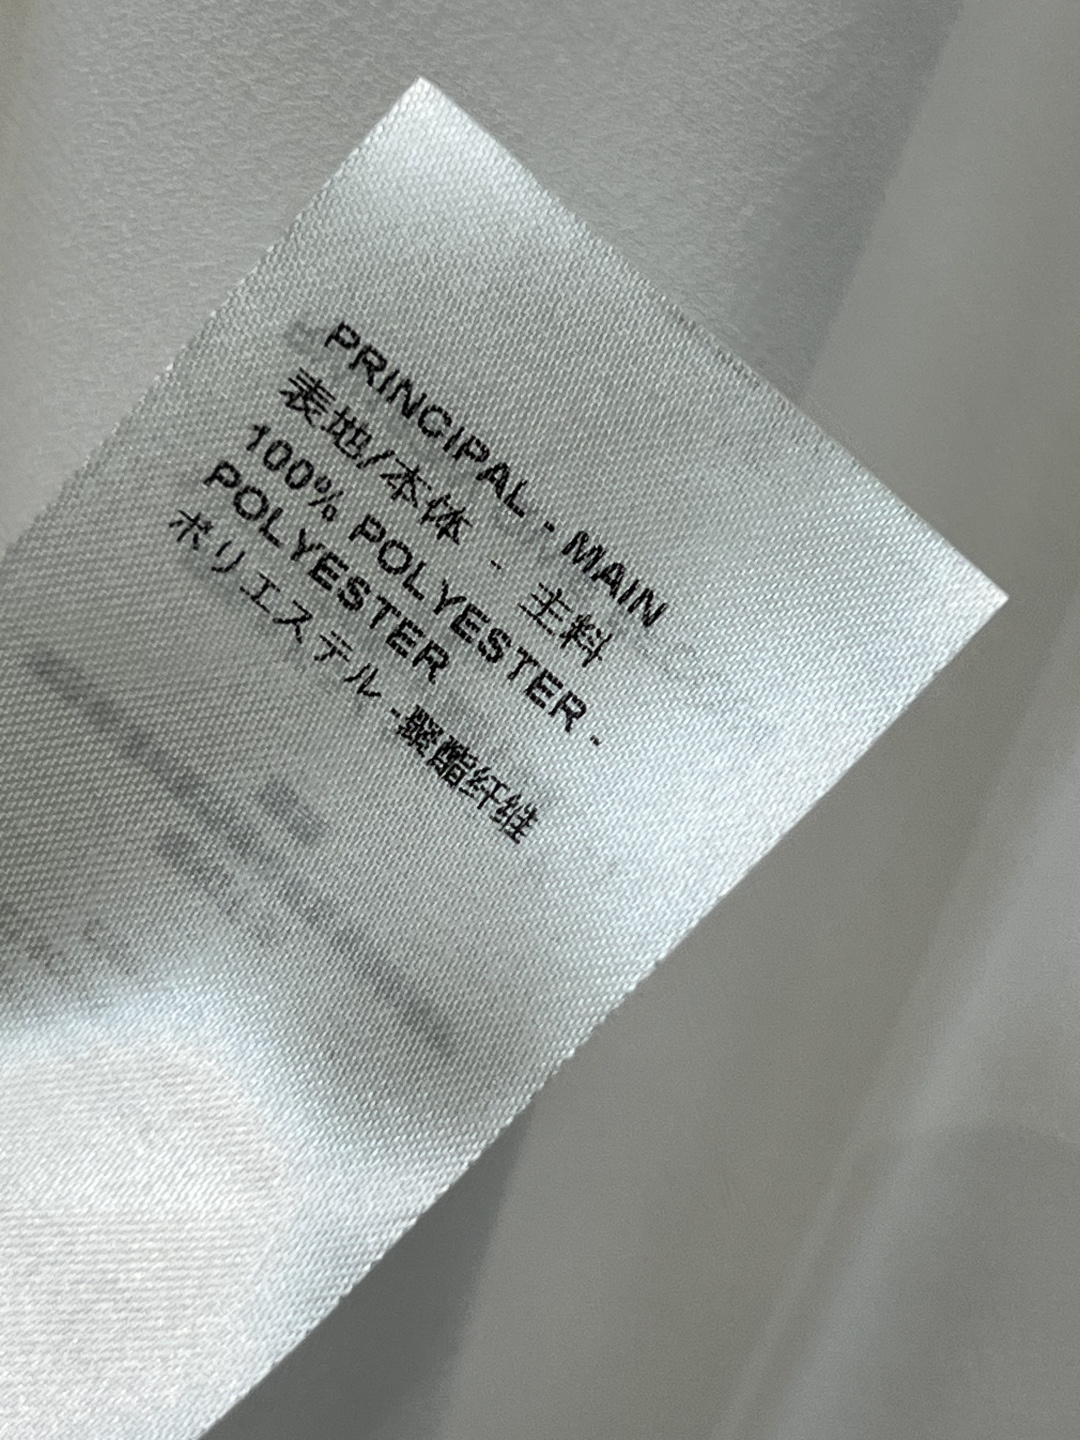 PRINCIPAL - MAIN
表地/本体 - 主料
100% POLYESTER -
POLYESTER
ポリエステル -聚酯纤维